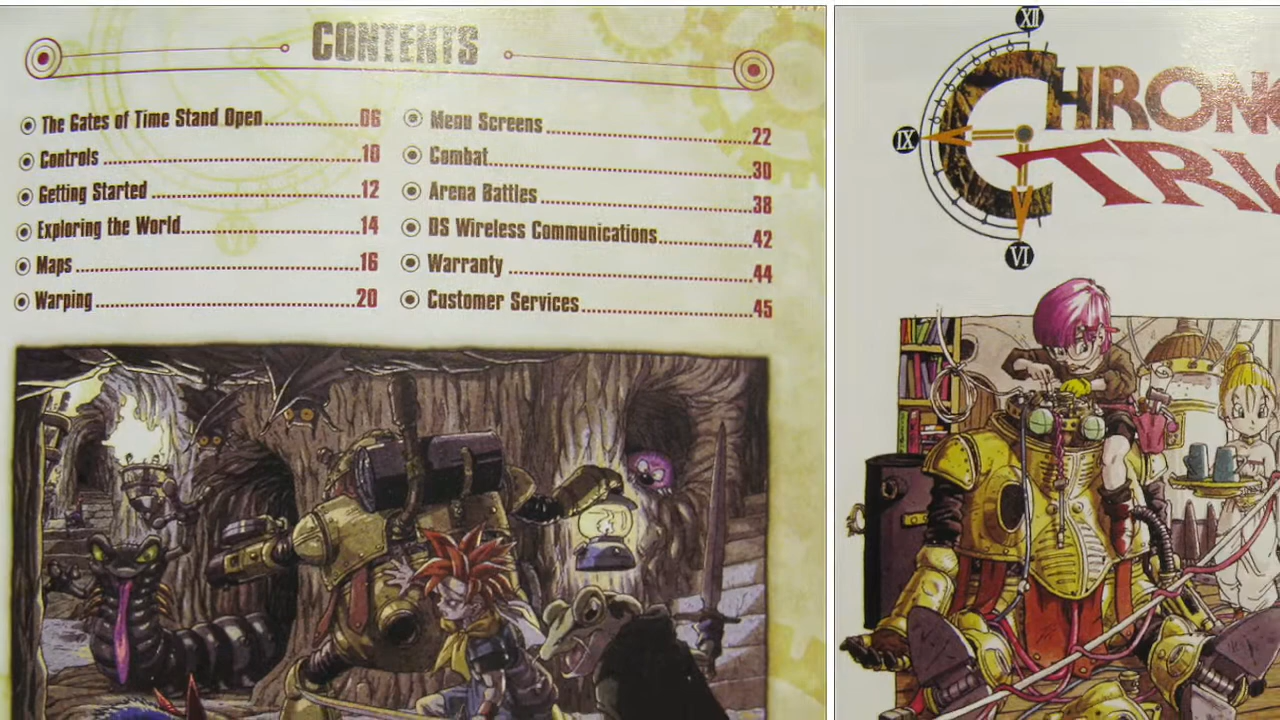 CONTENTS
The Gates of Time Stand Open 06
Controls 10
Getting Started 12
Exploring the World 14
Maps 16
Warping 20
Menu Screens 22
Combat 30
Arena Battles 38
DS Wireless Communications 42
Warranty 44
Customer Services 45
XII
IX
VI
CHRONO
TRIG